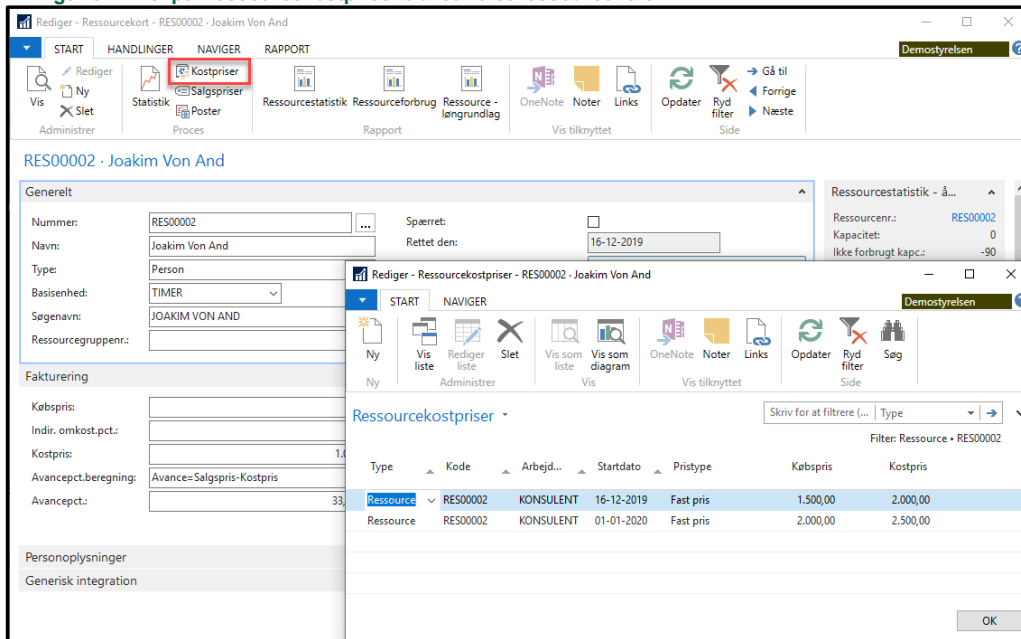 Rediger - Ressourcekort - RES00002 · Joakim Von And
START HANDLINGER NAVIGER RAPPORT Demostyrelsen
Vis
Rediger
Ny
Slet
Administrer
Statistik
Kostpriser
Salgspriser
Poster
Proces
Ressourcestatistik Ressourceforbrug Ressource -
løngrundlag
Rapport
OneNote Noter Links
Vis tilknyttet
Opdater Ryd
filter
Gå til
Forrige
Næste
Side
RES00002 · Joakim Von And
Generelt
Nummer: RES00002 ...
Navn: Joakim Von And
Type: Person
Basisenhed: TIMER
Søgenavn: JOAKIM VON AND
Ressourcegruppenr.:
Spærret:
Rettet den: 16-12-2019
Fakturering
Købspris:
Indir. omkost.pct.:
Kostpris:
Avancepct.beregning: Avance=Salgspris-Kostpris
Avancepct.: 33,
Personoplysninger
Generisk integration
Ressourcestatistik - å...
Ressourcenr.: RES00002
Kapacitet: 0
Ikke forbrugt kapc.: -90
Rediger - Ressourcekostpriser - RES00002 · Joakim Von And
START NAVIGER Demostyrelsen
Ny
Ny
Vis
liste
Rediger
liste
Slet
Administrer
Vis som
liste
Vis som
diagram
Vis
OneNote Noter Links
Vis tilknyttet
Opdater Ryd
filter
Søg
Side
Ressourcekostpriser
Skriv for at filtrere (... Type
Filter: Ressource • RES00002
Type Kode Arbejd... Startdato Pristype Købspris Kostpris
Ressource RES00002 KONSULENT 16-12-2019 Fast pris 1.500,00 2.000,00
Ressource RES00002 KONSULENT 01-01-2020 Fast pris 2.000,00 2.500,00
OK